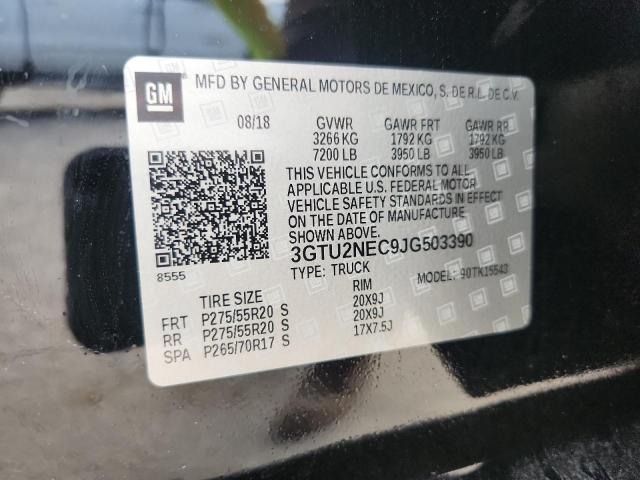 GM MFD BY GENERAL MOTORS DE MEXICO, S. DE R.L. DE C.V.
08/18 GVWR GAWR FRT GAWR RR
3266 KG 1792 KG 1792 KG
7200 LB 3950 LB 3950 LB
THIS VEHICLE CONFORMS TO ALL
APPLICABLE U.S. FEDERAL MOTOR
VEHICLE SAFETY STANDARDS IN EFFECT
ON THE DATE OF MANUFACTURE
SHOWN ABOVE.
3GTU2NEC9JG503390
8555 TYPE: TRUCK MODEL: 90TK15543
TIRE SIZE RIM
FRT P275/55R20 S 20X9J
RR P275/55R20 S 20X9J
SPA P265/70R17 S 17X7.5J